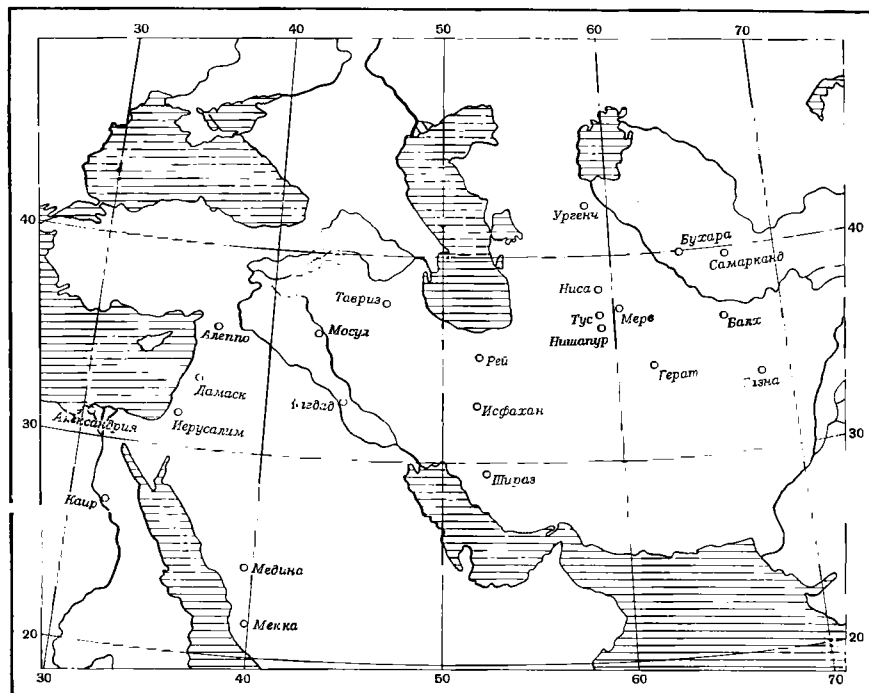 30 40 50 60 70
40
40
Ургенч
Бухара
Самарканд
Тавриз
Ниса
Алеппо
Мосул
Тус
Мерв
Балх
Нишапур
Рей
Герат
Дамаск
Исфахан
Иерусалим
30
30
Шираз
Каир
Медина
Мекка
20
20
30 40 50 60 70